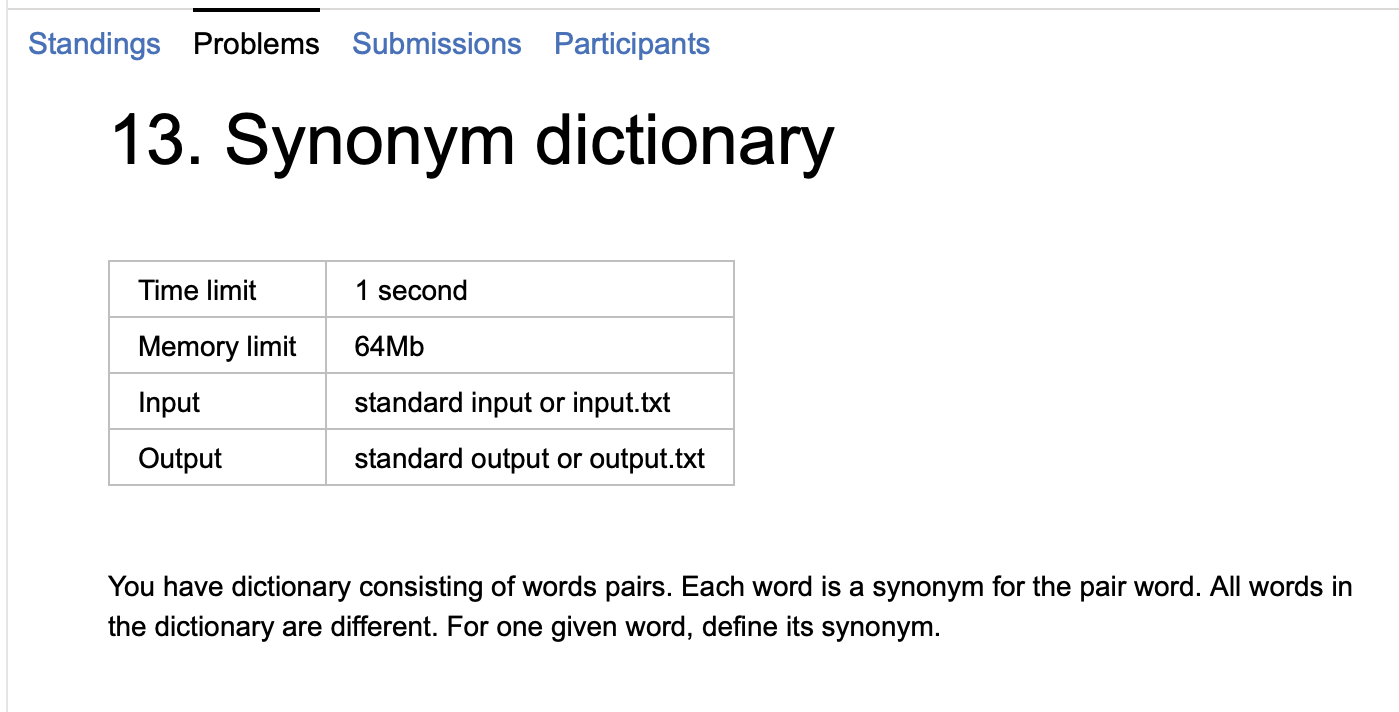 Standings Problems Submissions Participants
13. Synonym dictionary
Time limit 1 second
Memory limit 64Mb
Input standard input or input.txt
Output standard output or output.txt
You have dictionary consisting of words pairs. Each word is a synonym for the pair word. All words in
the dictionary are different. For one given word, define its synonym.